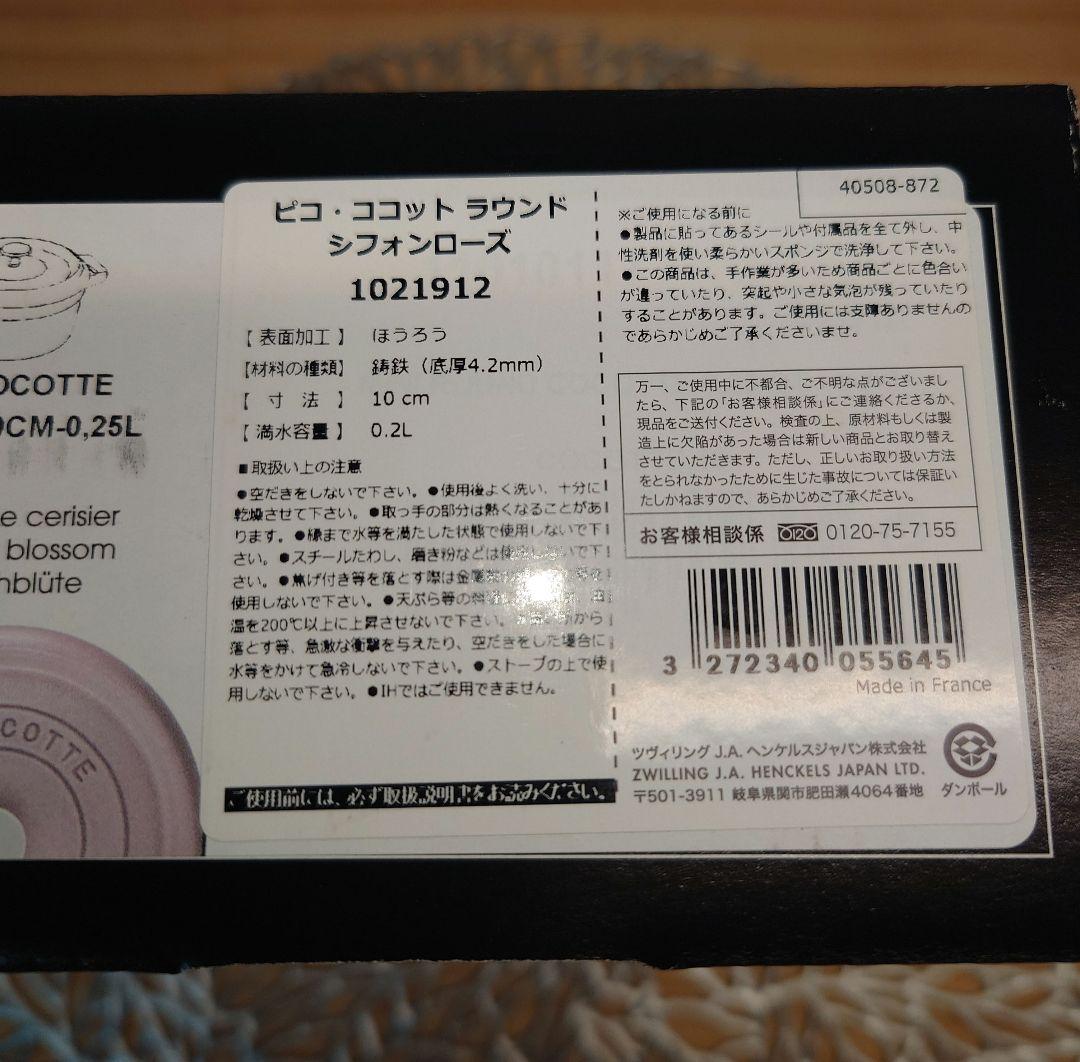 OCOTTE
0CM-0,25L
e cerisier
blossom
nblüte
COCOTTE
ピコ・ココット ラウンド
シフォンローズ
1021912
【 表面加工 】 ほうろう
【材料の種類】 鋳鉄（底厚4.2mm）
【 寸 法 】 10 cm
【 満水容量 】 0.2L
■取扱い上の注意
●空だきをしないで下さい。●使用後よく洗い、十分に
乾燥させて下さい。●取っ手の部分は熱くなることがあ
ります。●縁まで水等を満たした状態で使用しないで下
さい。●スチールたわし、磨き粉などは使用しないで下
さい。●焦げ付き等を落とす際は金属
使用しないで下さい。●天ぷら等の
温を200℃以上に上昇させないで下さい。 から
落とす等、急激な衝撃を与えたり、空だきをした場合に
水等をかけて急冷しないで下さい。●ストーブの上で使
用しないで下さい。●IHではご使用できません。
ご使用前には、必ず取扱説明書をお読みください。
40508-872
※ご使用になる前に
●製品に貼ってあるシールや付属品を全て外し、中
性洗剤を使い柔らかいスポンジで洗浄して下さい。
●この商品は、手作業が多いため商品ごとに色合い
が違っていたり、突起や小さな気泡が残っていたり
することがあります。ご使用には支障ありませんの
であらかじめご了承くださいませ。
万一、ご使用中に不都合、ご不明な点がございまし
たら、下記の「お客様相談係」にご連絡くださるか、
現品をご送付ください。検査の上、原材料もしくは製
造上に欠陥があった場合は新しい商品とお取り替え
させていただきます。ただし、正しいお取り扱い方法
をとられなかったために生じた事故については保証い
たしかねますので、あらかじめご了承ください。
お客様相談係 0120-75-7155
3 272340 055645
Made in France
ツヴィリング J.A. ヘンケルスジャパン株式会社
ZWILLING J.A. HENCKELS JAPAN LTD.
〒501-3911 岐阜県関市肥田瀬4064番地
ダンボール